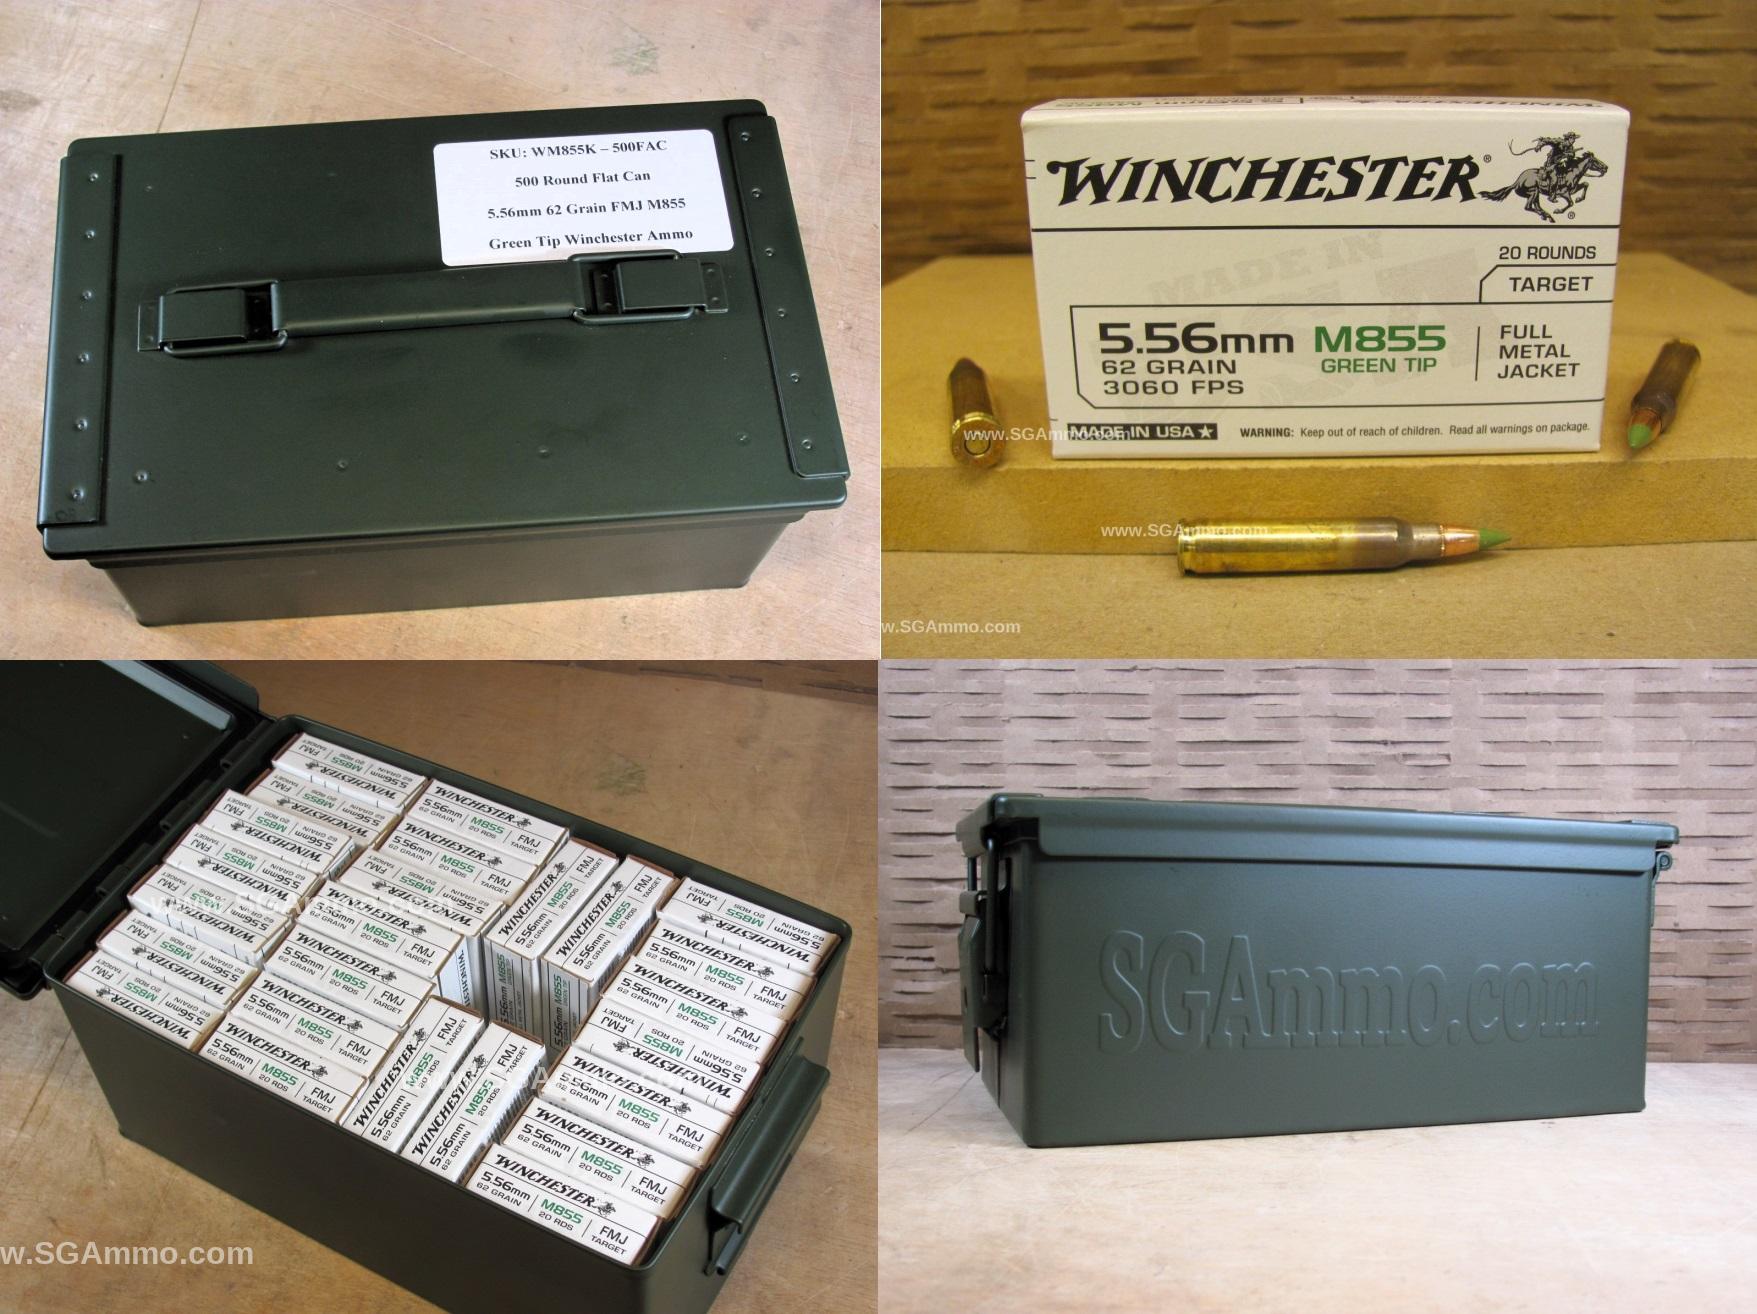 SKU: WM855K – 500FAC
500 Round Flat Can
5.56mm 62 Grain FMJ M855
Green Tip Winchester Ammo
WINCHESTER®
®
20 ROUNDS
TARGET
MADE IN
5.56mm M855
62 GRAIN GREEN TIP
3060 FPS
FULL
METAL
JACKET
MADE IN USA
WARNING: Keep out of reach of children. Read all warnings on package.
www.SGAmmo.com
www.SGAmmo.com
w.SGAmmo.com
WINCHESTER
5.56mm M855 FMJ
62 GRAIN 20 RDS TARGET
w.SGAmmo.com
SGAmmo.com